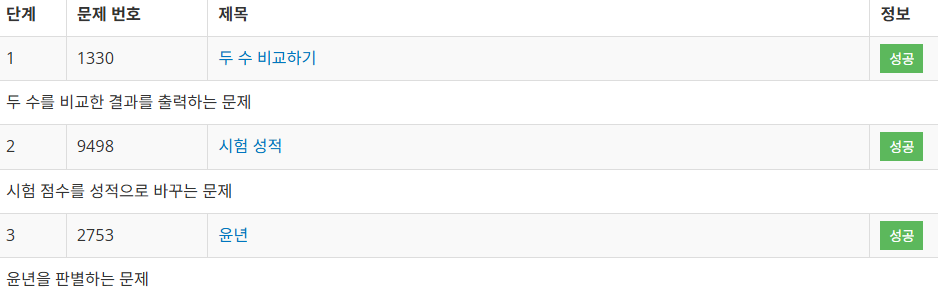 단계 문제 번호 제목 정보
1 1330 두 수 비교하기 성공
두 수를 비교한 결과를 출력하는 문제
2 9498 시험 성적 성공
시험 점수를 성적으로 바꾸는 문제
3 2753 윤년 성공
윤년을 판별하는 문제